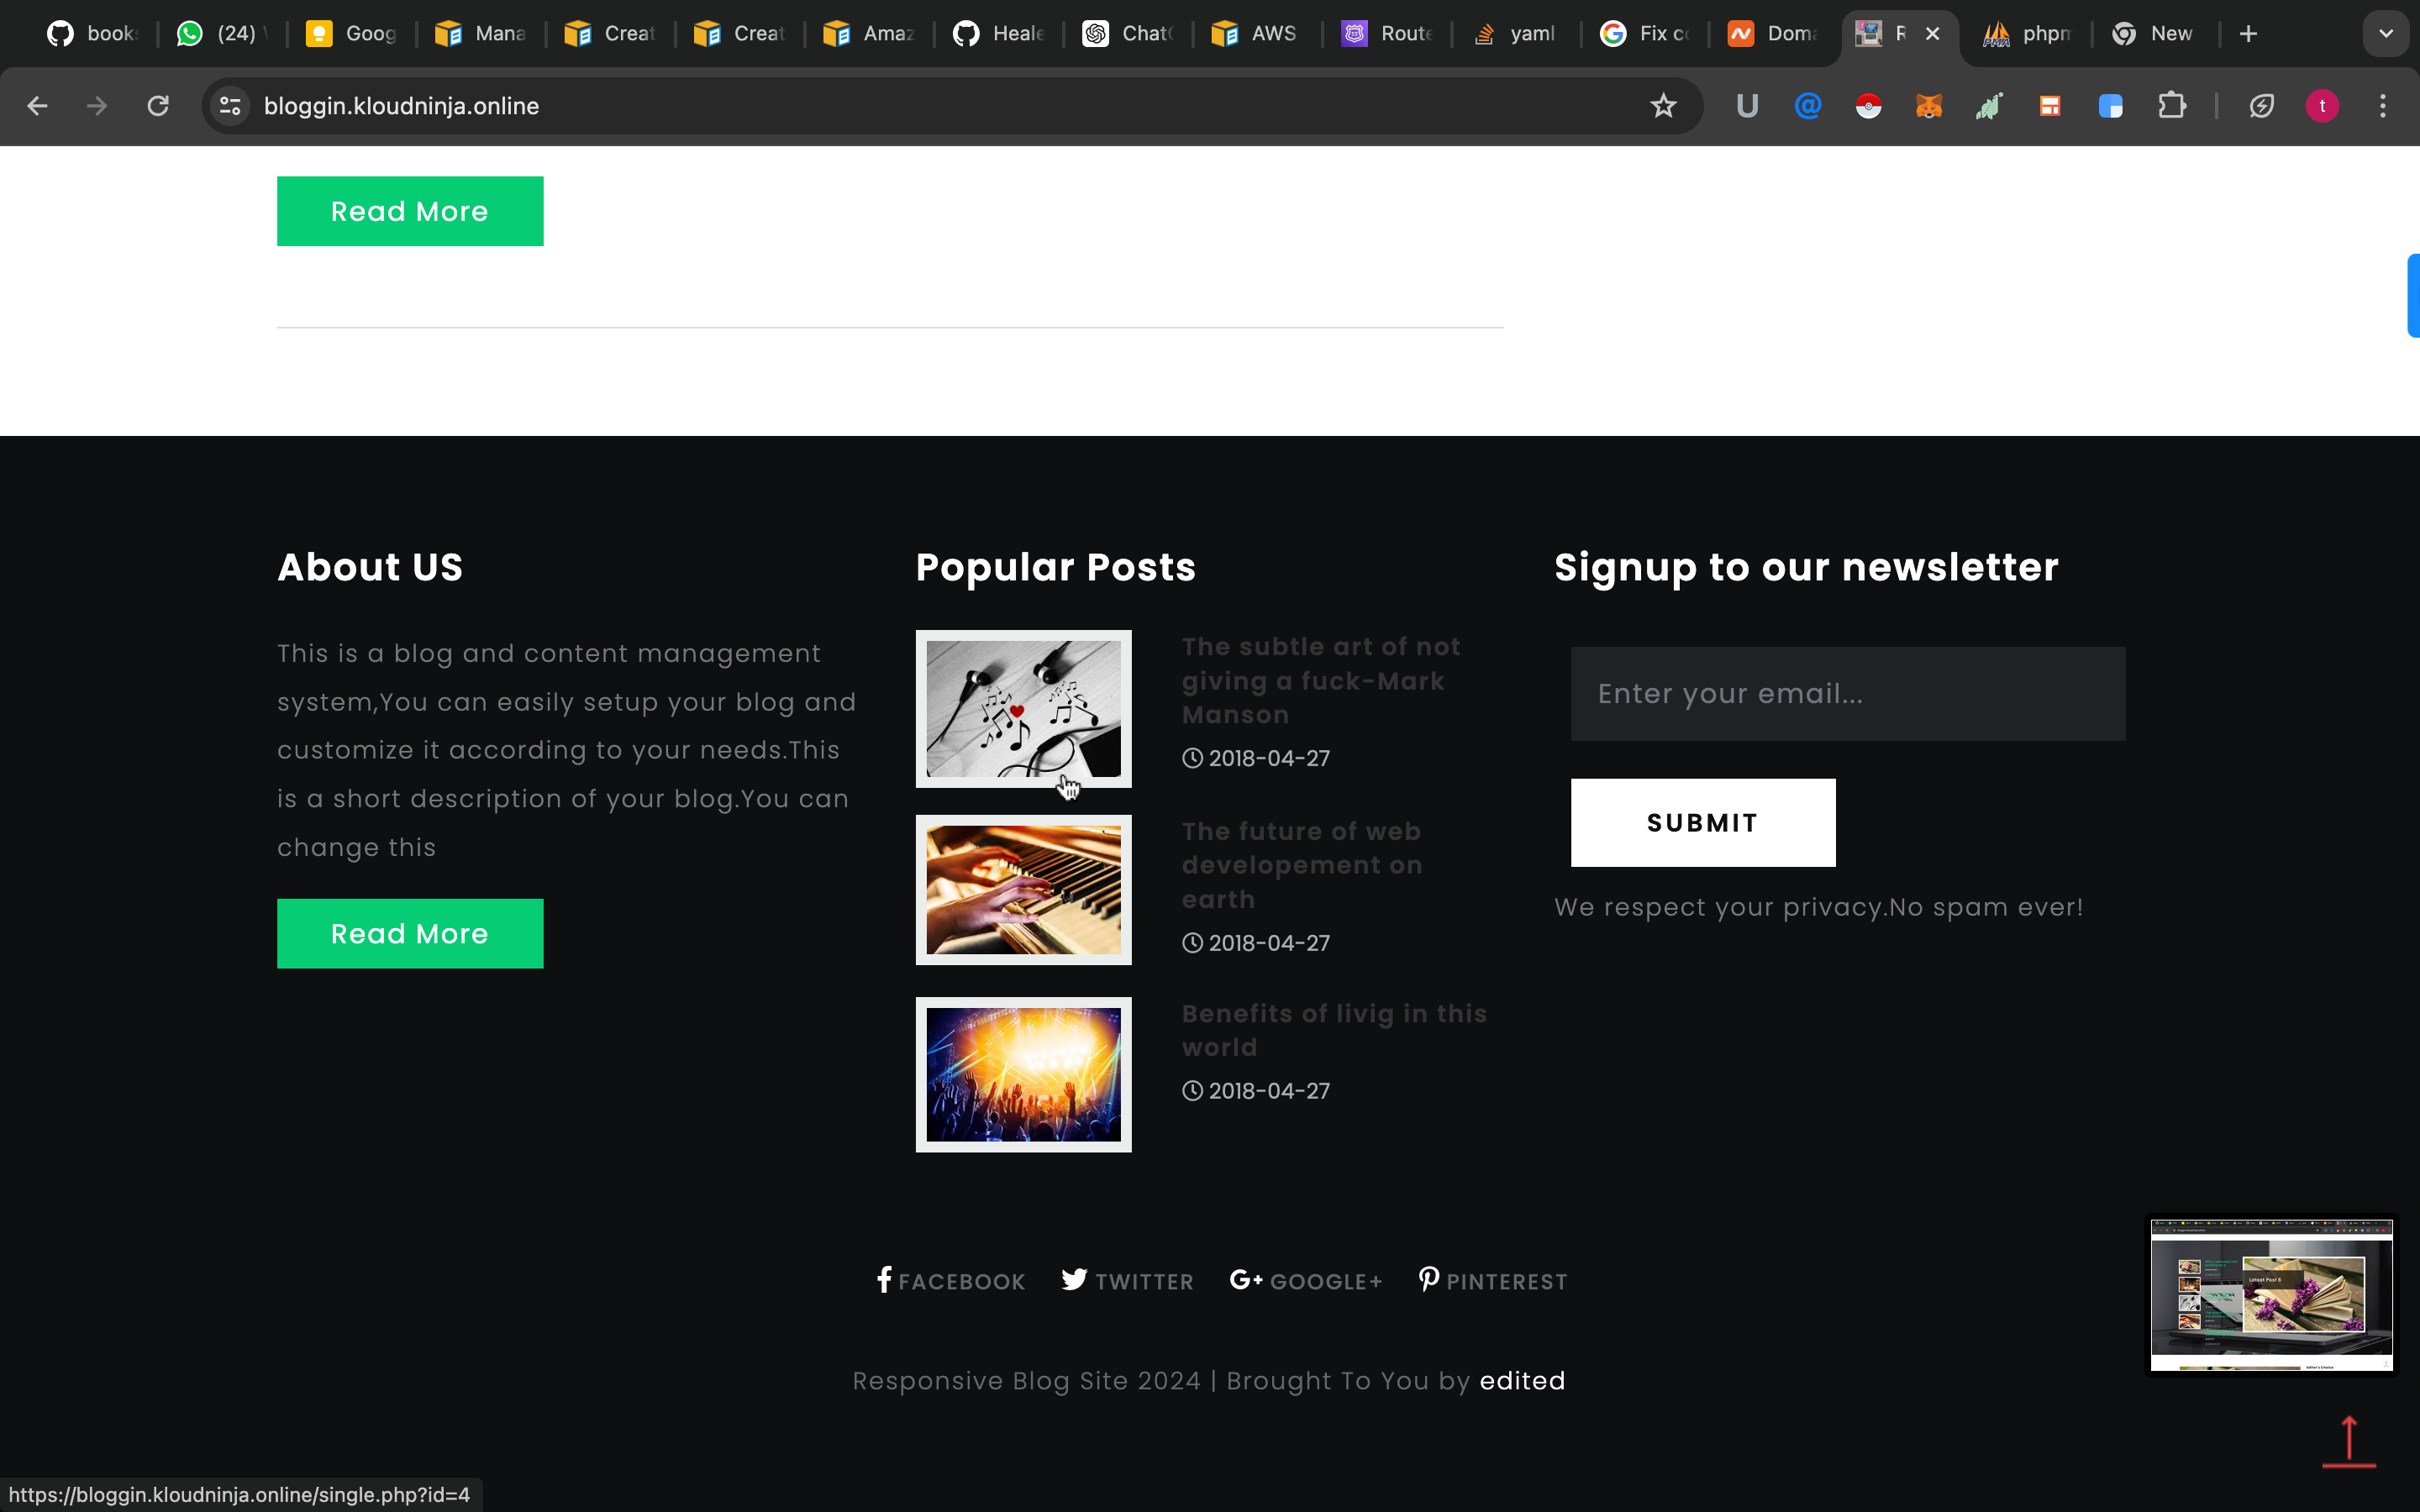 book
(24)
Goog
Mana
Creat
Creat
Amaz
Heale
Chat
AWS
Route
yaml
Fix co
Doma
R
phpm
New
bloggin.kloudninja.online
U
@
t
Read More
About US
This is a blog and content management
system,You can easily setup your blog and
customize it according to your needs.This
is a short description of your blog.You can
change this
Read More
Popular Posts
The subtle art of not
giving a fuck-Mark
Manson
2018-04-27
The future of web
developement on
earth
2018-04-27
Benefits of livig in this
world
2018-04-27
Signup to our newsletter
Enter your email...
SUBMIT
We respect your privacy.No spam ever!
FACEBOOK
TWITTER
G+ GOOGLE+
PINTEREST
Responsive Blog Site 2024 | Brought To You by edited
Latest Post 6
https://bloggin.kloudninja.online/single.php?id=4